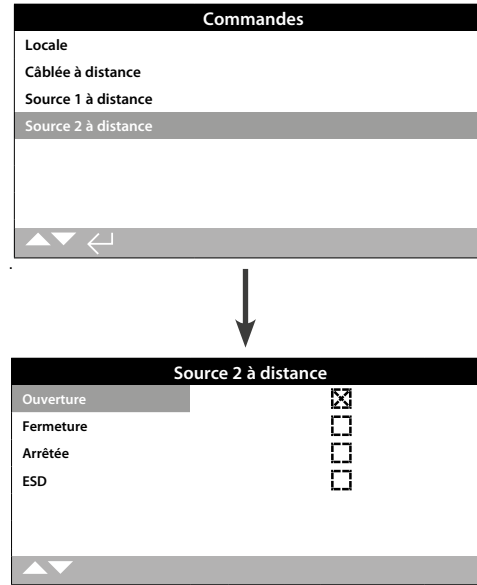 Commandes
Locale
Câblée à distance
Source 1 à distance
Source 2 à distance
Source 2 à distance
Ouverture
Fermeture
Arrêtée
ESD